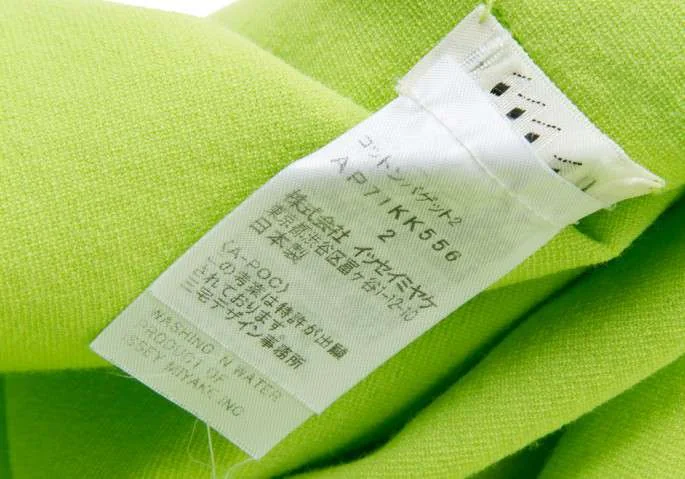 コットンバゲット2
AP71KK556
2
株式会社 イッセイミヤケ
東京都渋谷区富ヶ谷1-12-10
日本製
《A-POC》
この考案は特許が出願
されております。
三宅デザイン事務所
WASHING IN WATER
PRODUCT OF
ISSEY MIYAKE INC